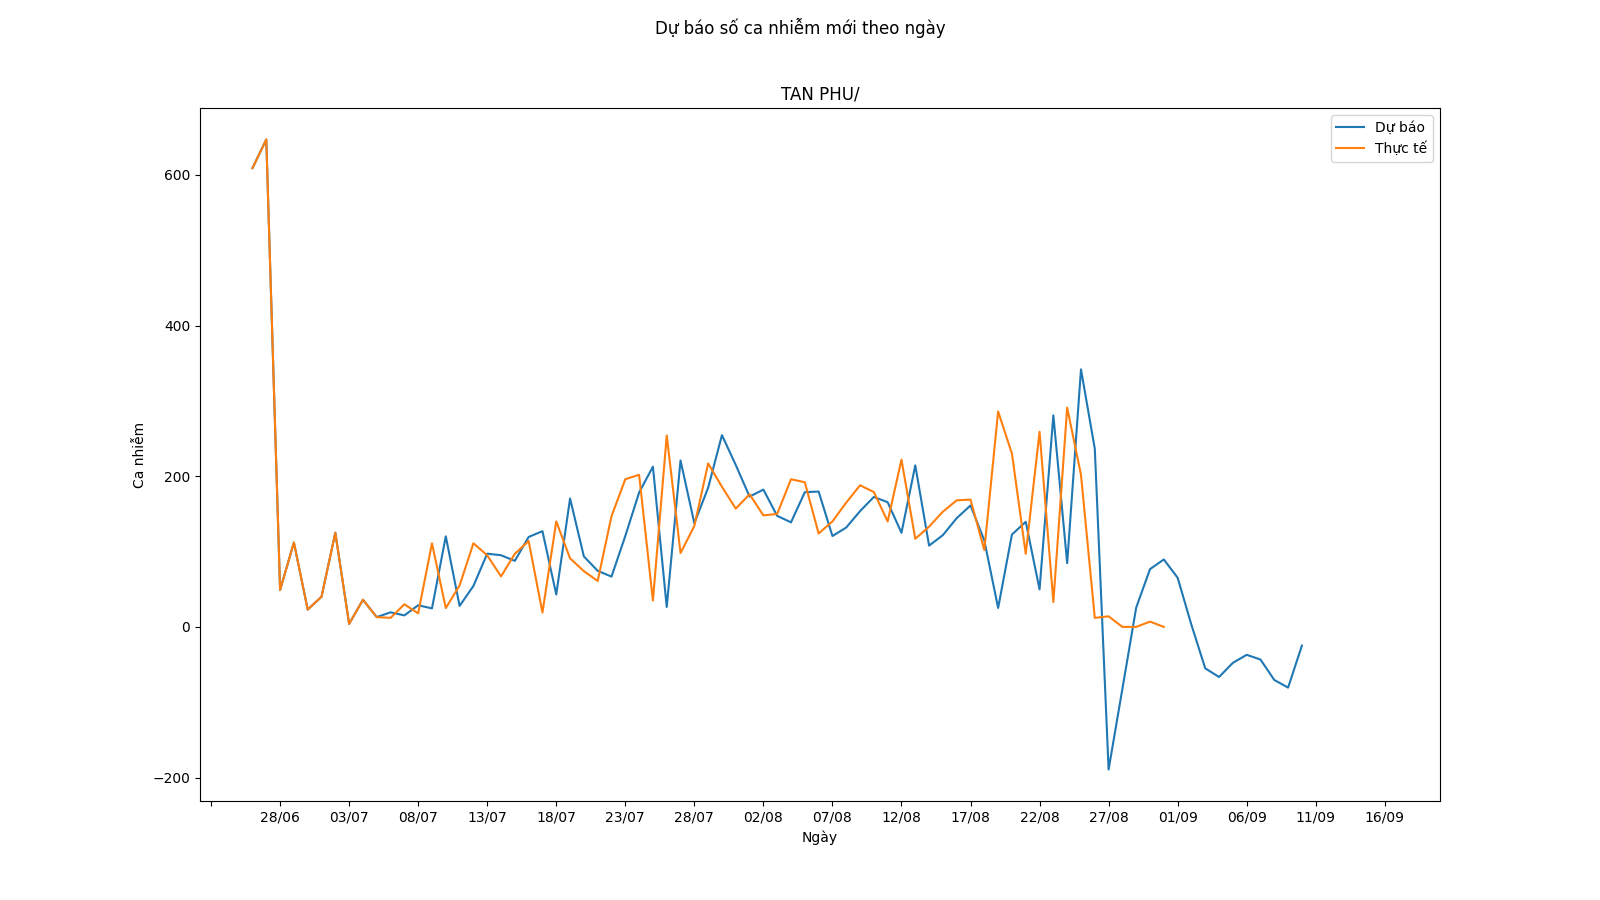 Dự báo số ca nhiễm mới theo ngày
TAN PHU/
Dự báo
Thực tế
600
400
200
0
−200
Ca nhiễm
28/06 03/07 08/07 13/07 18/07 23/07 28/07 02/08 07/08 12/08 17/08 22/08 27/08 01/09 06/09 11/09 16/09
Ngày